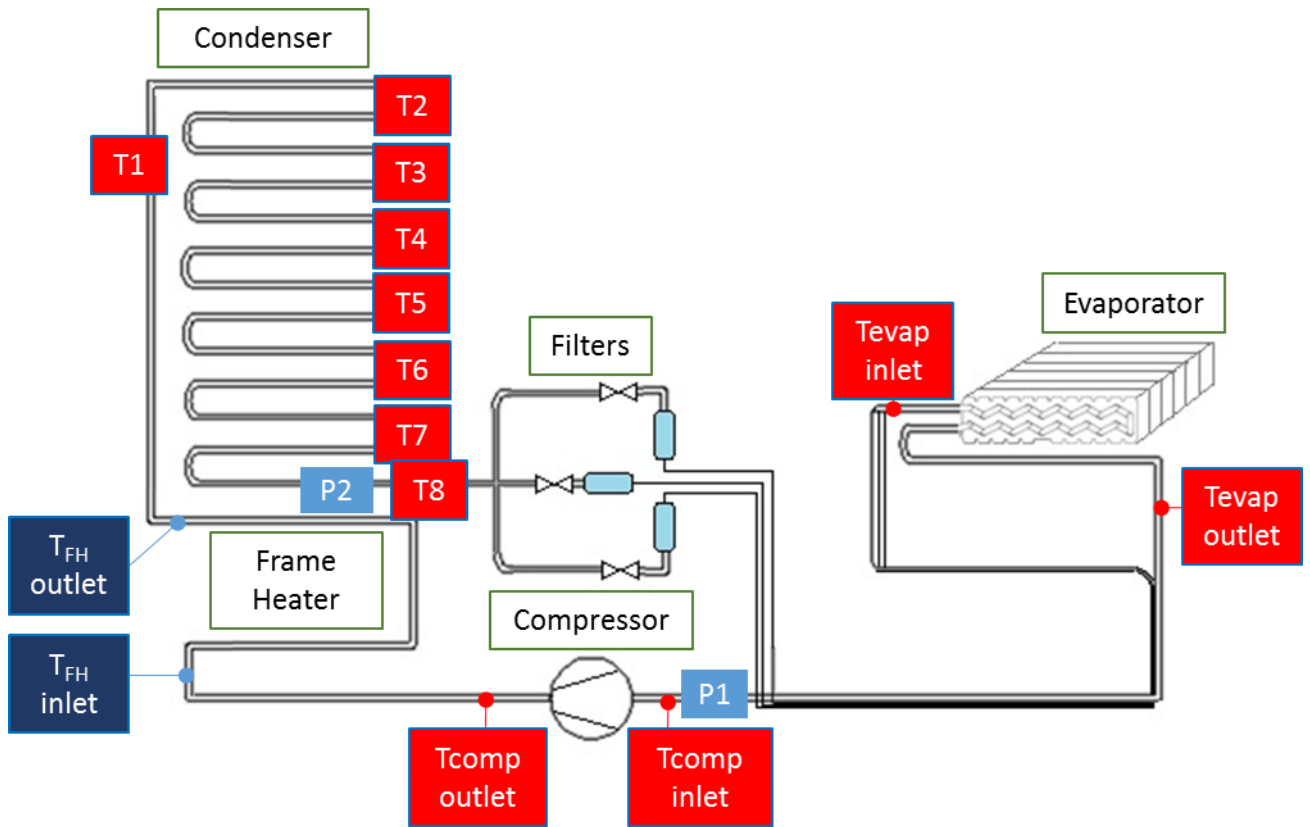 Condenser
T2
T1
T3
T4
T5
T6
T7
P2
T8
Filters
Tevap
inlet
Evaporator
Tevap
outlet
TFH
outlet
Frame
Heater
TFH
inlet
Compressor
P1
Tcomp
outlet
Tcomp
inlet